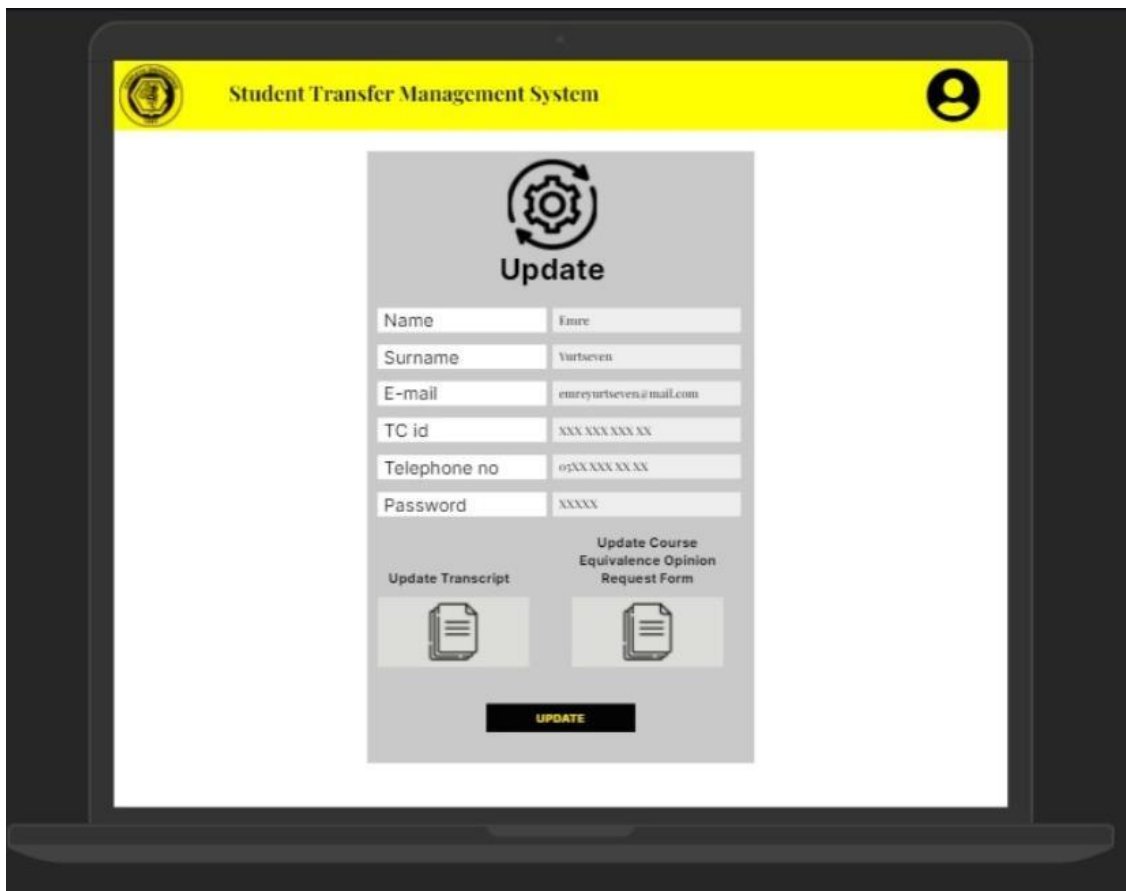 Student Transfer Management System
Update
Name Emre
Surname Yurtseven
E-mail emreyurtseven@mail.com
TC id XXX XXX XXX XX
Telephone no 05XX XXX XX XX
Password XXXXX
Update Transcript
Update Course
Equivalence Opinion
Request Form
UPDATE